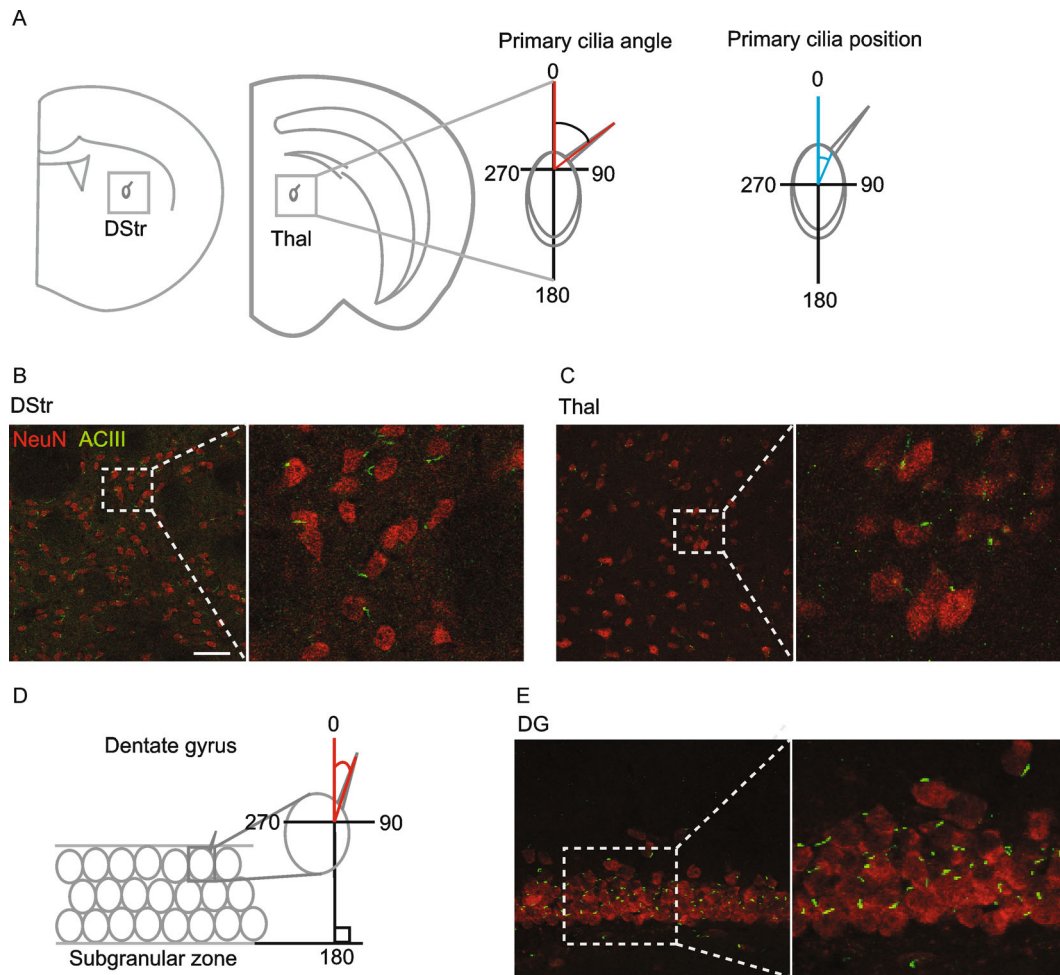 A
Primary cilia angle
Primary cilia position
0
0
270
90
270
90
DStr
Thal
180
180
B
C
DStr
Thal
NeuN ACIII
D
E
0
DG
Dentate gyrus
270
90
Subgranular zone
180